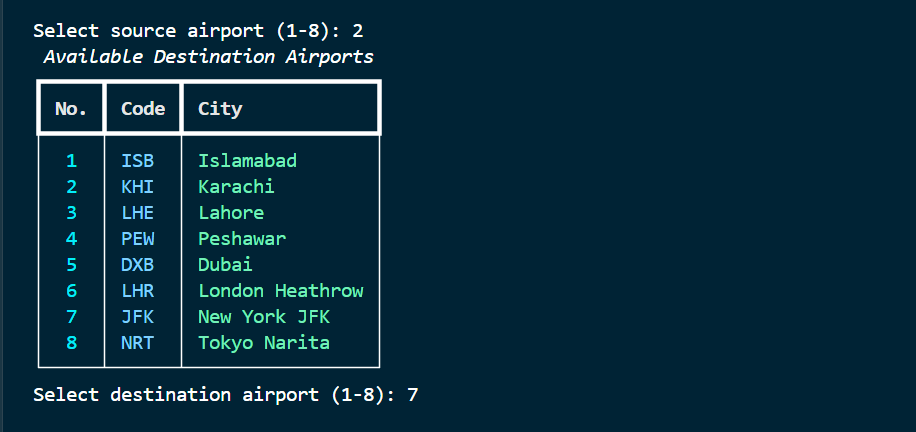 Select source airport (1-8): 2
Available Destination Airports
No. Code City
1 ISB Islamabad
2 KHI Karachi
3 LHE Lahore
4 PEW Peshawar
5 DXB Dubai
6 LHR London Heathrow
7 JFK New York JFK
8 NRT Tokyo Narita
Select destination airport (1-8): 7